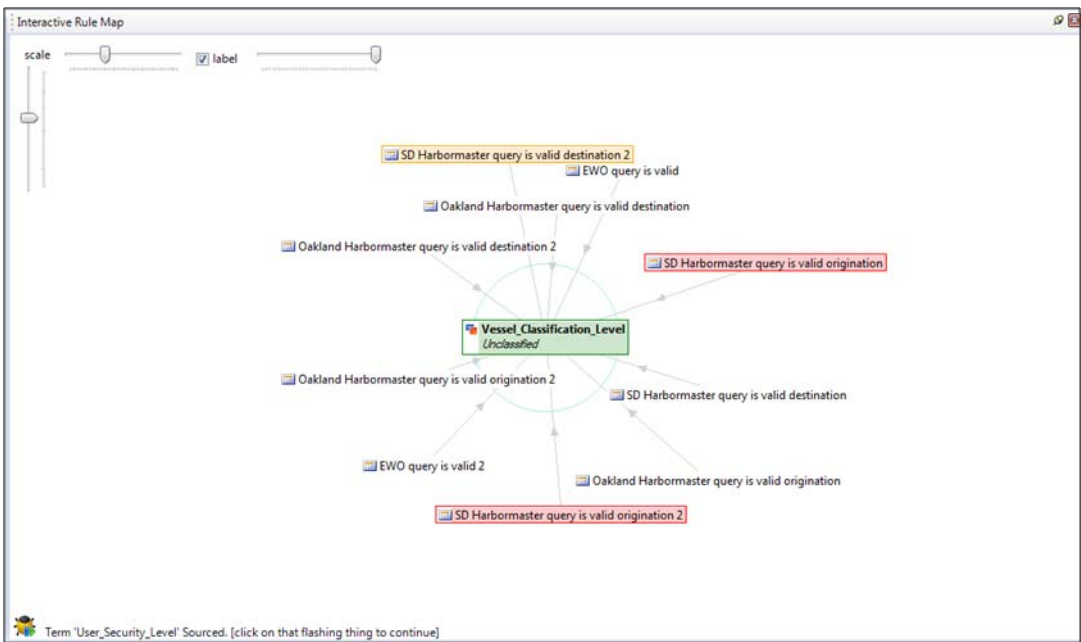 Interactive Rule Map
scale
label
SD Harbormaster query is valid destination 2
EWO query is valid
Oakland Harbormaster query is valid destination
Oakland Harbormaster query is valid destination 2
SD Harbormaster query is valid origination
Vessel_Classification_Level
Unclassified
Oakland Harbormaster query is valid origination 2
SD Harbormaster query is valid destination
EWO query is valid 2
Oakland Harbormaster query is valid origination
SD Harbormaster query is valid origination 2
Term 'User_Security_Level' Sourced. [click on that flashing thing to continue]